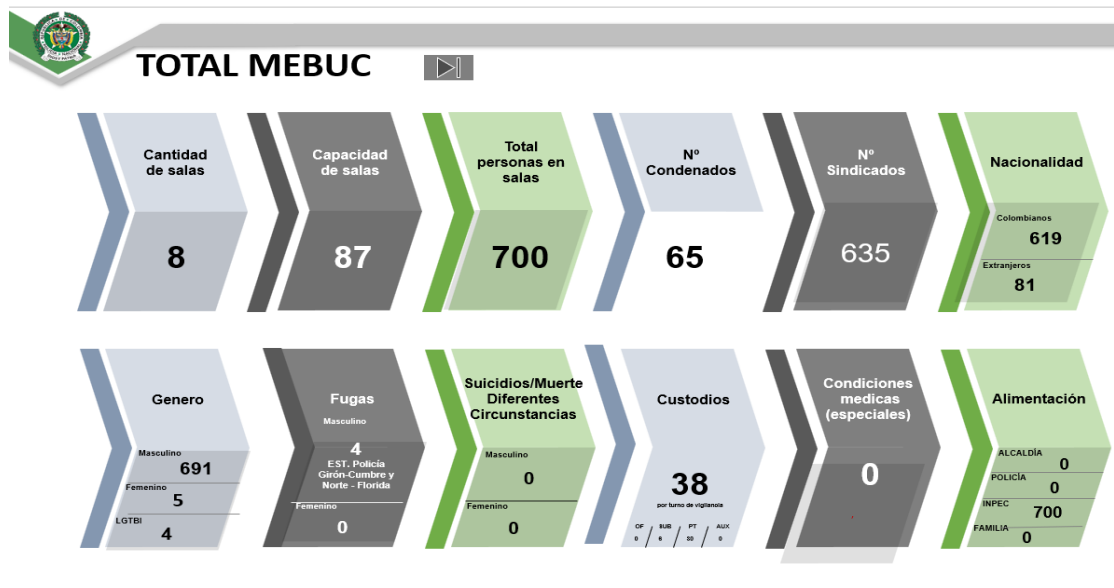 TOTAL MEBUC
Cantidad
de salas
8
Capacidad
de salas
87
Total
personas en
salas
700
Nº
Condenados
65
Nº
Sindicados
635
Nacionalidad
Colombianos
619
Extranjeros
81
Genero
Masculino
691
Femenino
5
LGTBI
4
Fugas
Masculino
4
EST. Policía
Girón-Cumbre y
Norte - Florida
Femenino
0
Suicidios/Muerte
Diferentes
Circunstancias
Masculino
0
Femenino
0
Custodios
38
por turno de vigilancia
OF / SUB / PT / AUX
0 / 6 / 30 / 0
Condiciones
medicas
(especiales)
0
Alimentación
ALCALDÍA
0
POLICÍA
0
INPEC
700
FAMILIA
0